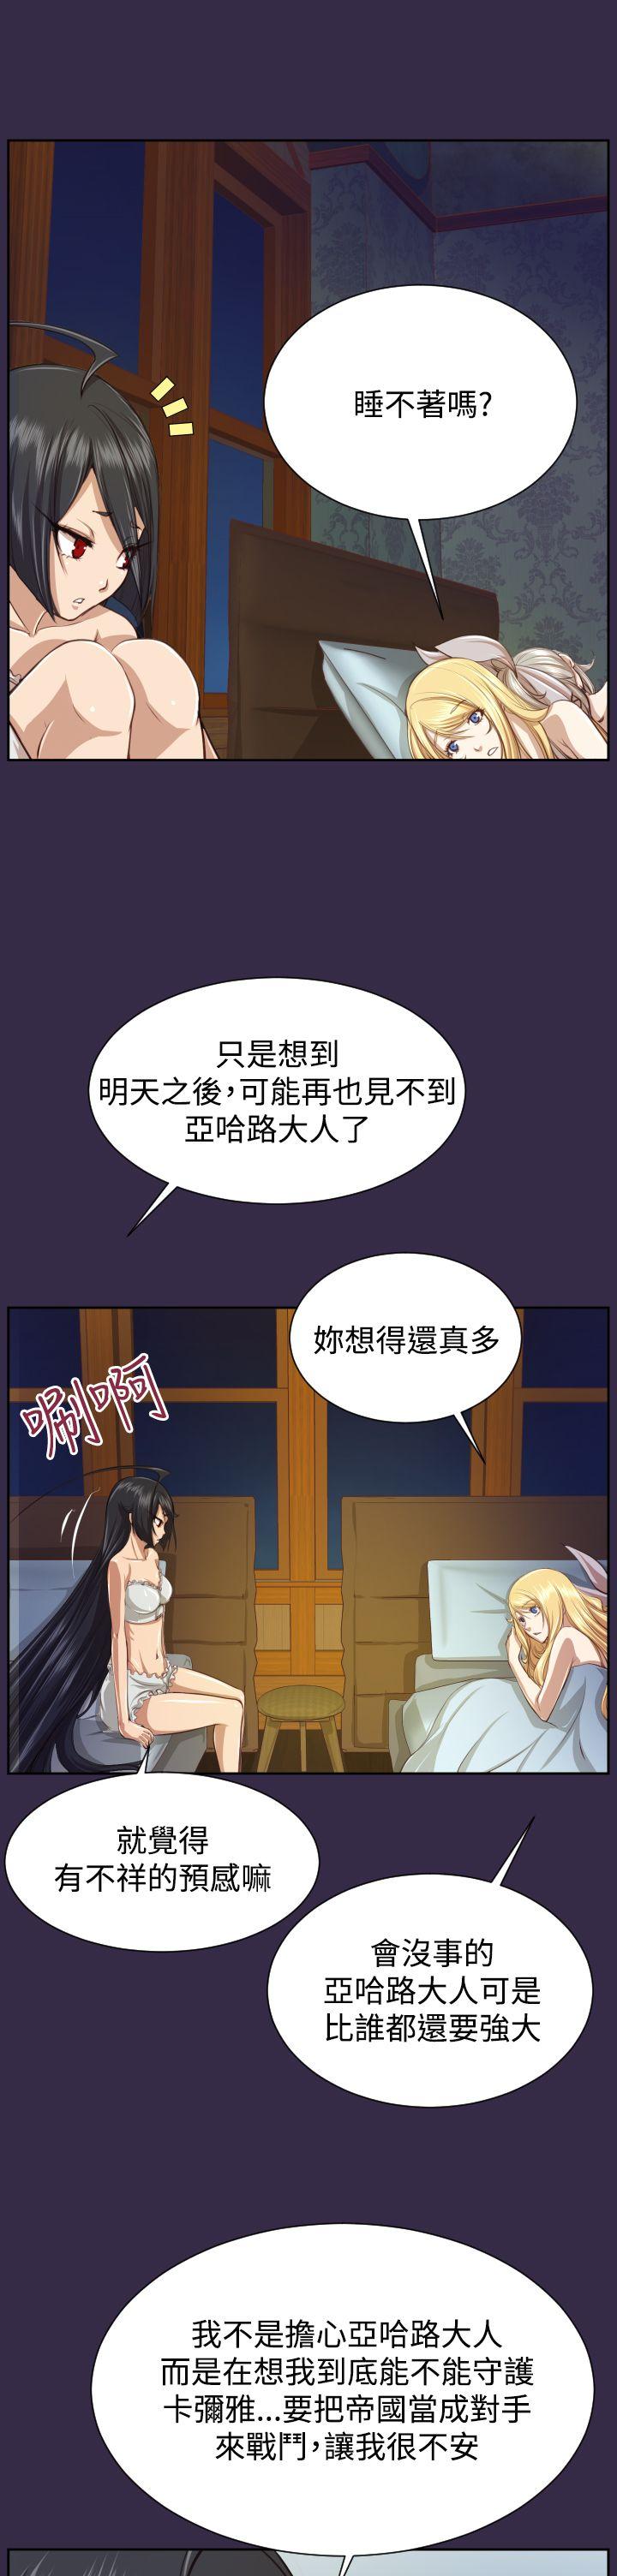 睡不著嗎?
只是想到
明天之後,可能再也見不到
亞哈路大人了
妳想得還真多
唰啊
就覺得
有不祥的預感嘛
會沒事的
亞哈路大人可是
比誰都還要強大
我不是擔心亞哈路大人
而是在想我到底能不能守護
卡彌雅...要把帝國當成對手
來戰鬥,讓我很不安